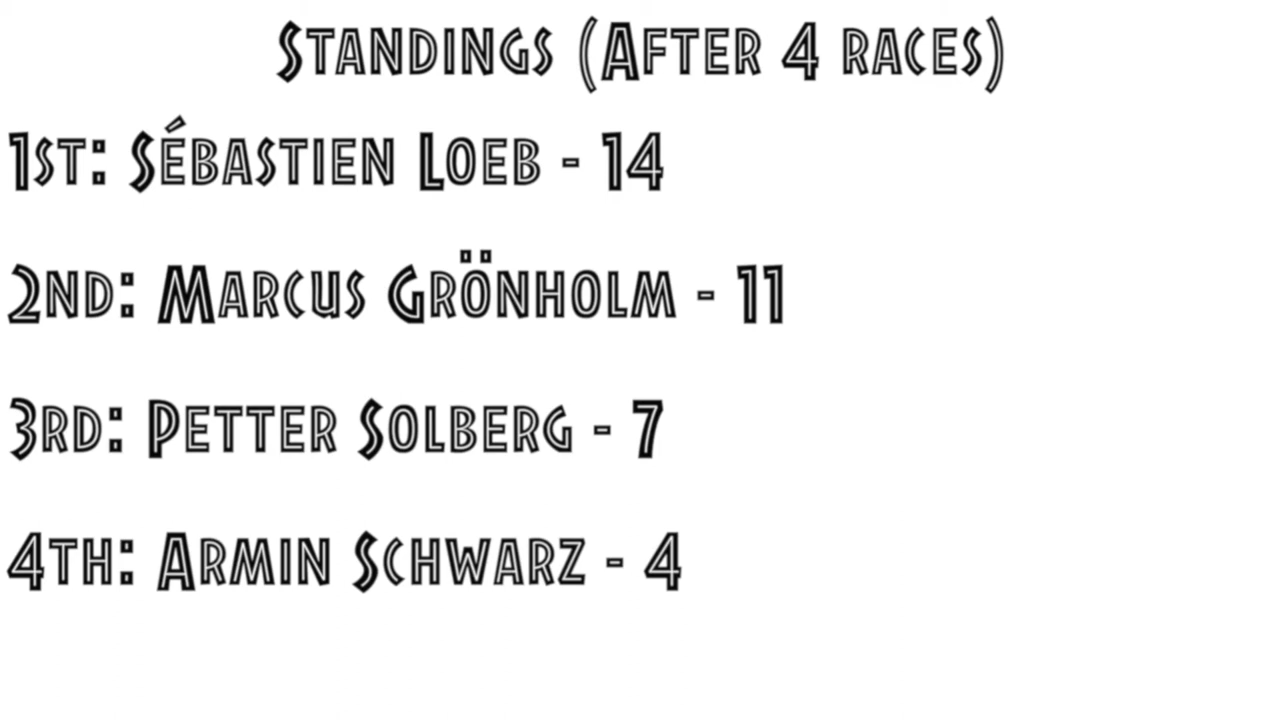 Standings (After 4 races)
1st: Sébastien Loeb - 14
2nd: Marcus Grönholm - 11
3rd: Petter Solberg - 7
4th: Armin Schwarz - 4